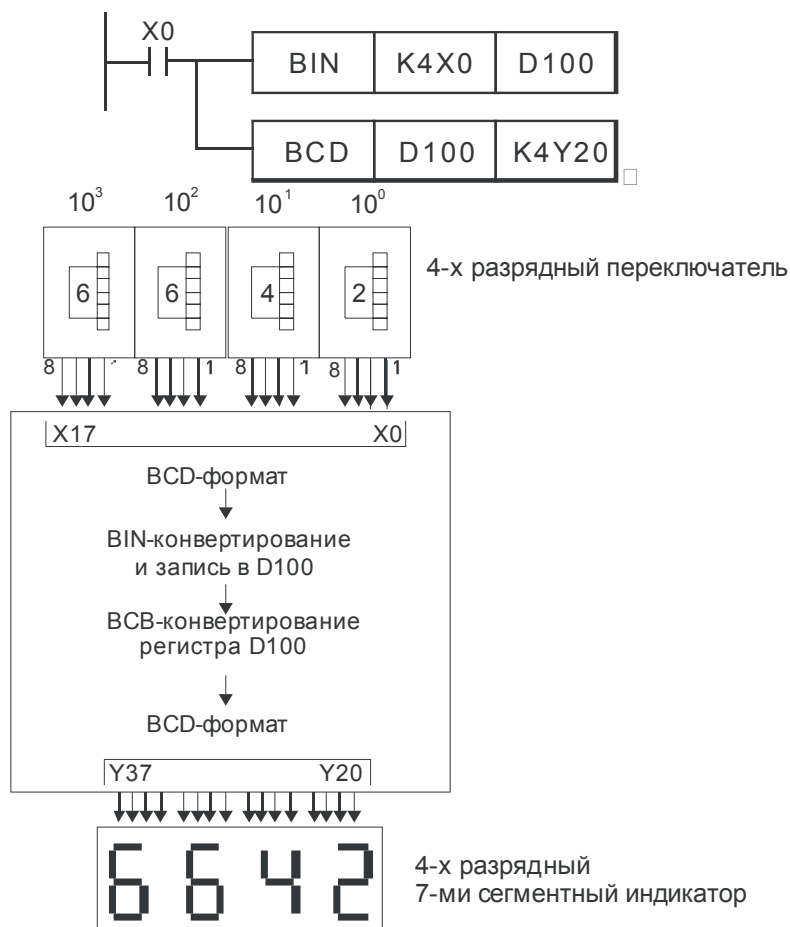 X0
BIN K4X0 D100
BCD D100 K4Y20
10³ 10² 10¹ 10⁰
6 6 4 2
4-х разрядный переключатель
8 1 8 1 8 1 8 1
X17 X0
BCD-формат
BIN-конвертирование
и запись в D100
BCB-конвертирование
регистра D100
BCD-формат
Y37 Y20
6642
4-х разрядный
7-ми сегментный индикатор